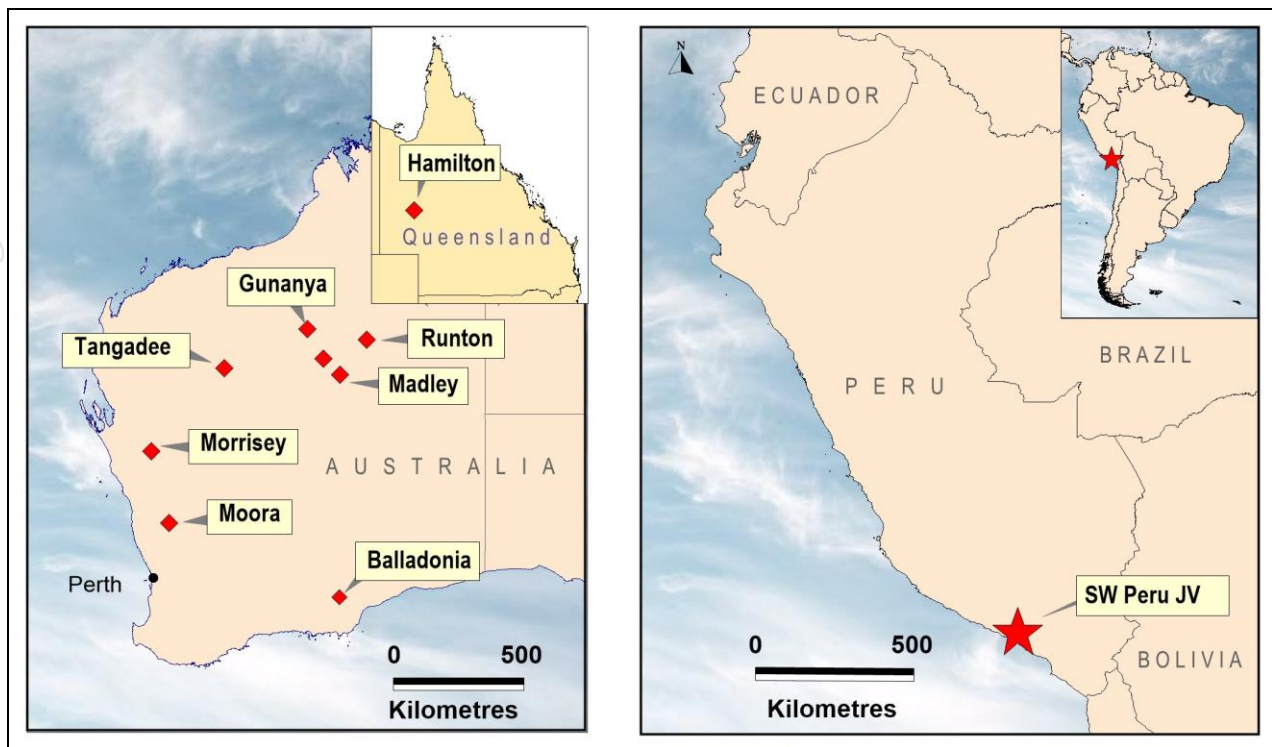 Hamilton
Queensland
Gunanya
Tangadee
Runton
Madley
Morrisey
AUSTRALIA
Moora
Balladonia
Perth
0 500
Kilometres
N
ECUADOR
BRAZIL
PERU
SW Peru JV
BOLIVIA
0 500
Kilometres